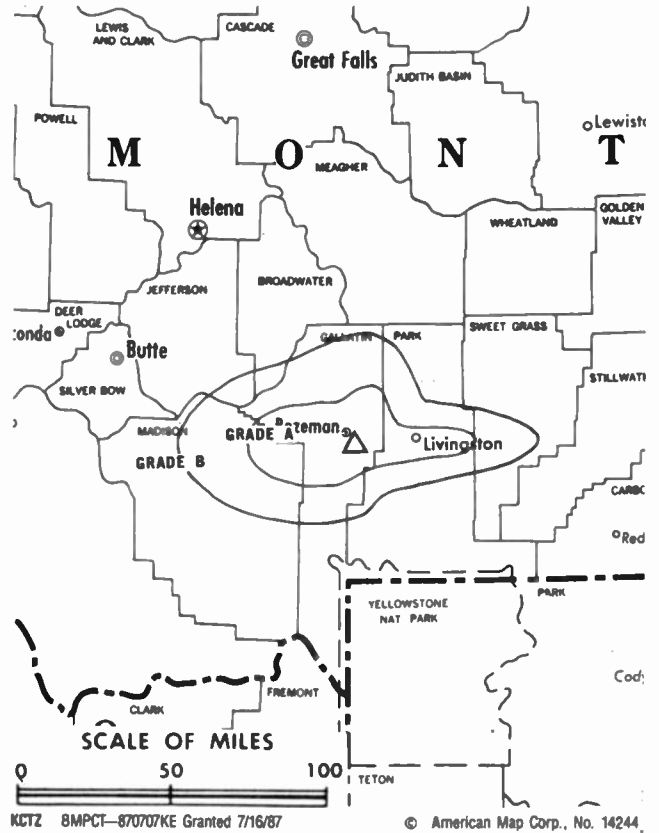 LEWIS
AND CLARK
CASCADE
Great Falls
JUDITH BASIN
POWELL
Lewisto
M O N T
MEAGHER
Helena
WHEATLAND
GOLDEN
VALLEY
JEFFERSON
BROADWATER
DEER
LODGE
conda
GALLATIN
PARK
SWEET GRASS
Butte
SILVER BOW
STILLWAT
MADISON
GRADE A
zeman
Livingston
GRADE B
CARBO
Red
YELLOWSTONE
NAT PARK
PARK
FREMONT
CLARK
Cody
SCALE OF MILES
0 50 100
TETON
KCTZ BMPCT—870707KE Granted 7/16/87
© American Map Corp., No. 14244